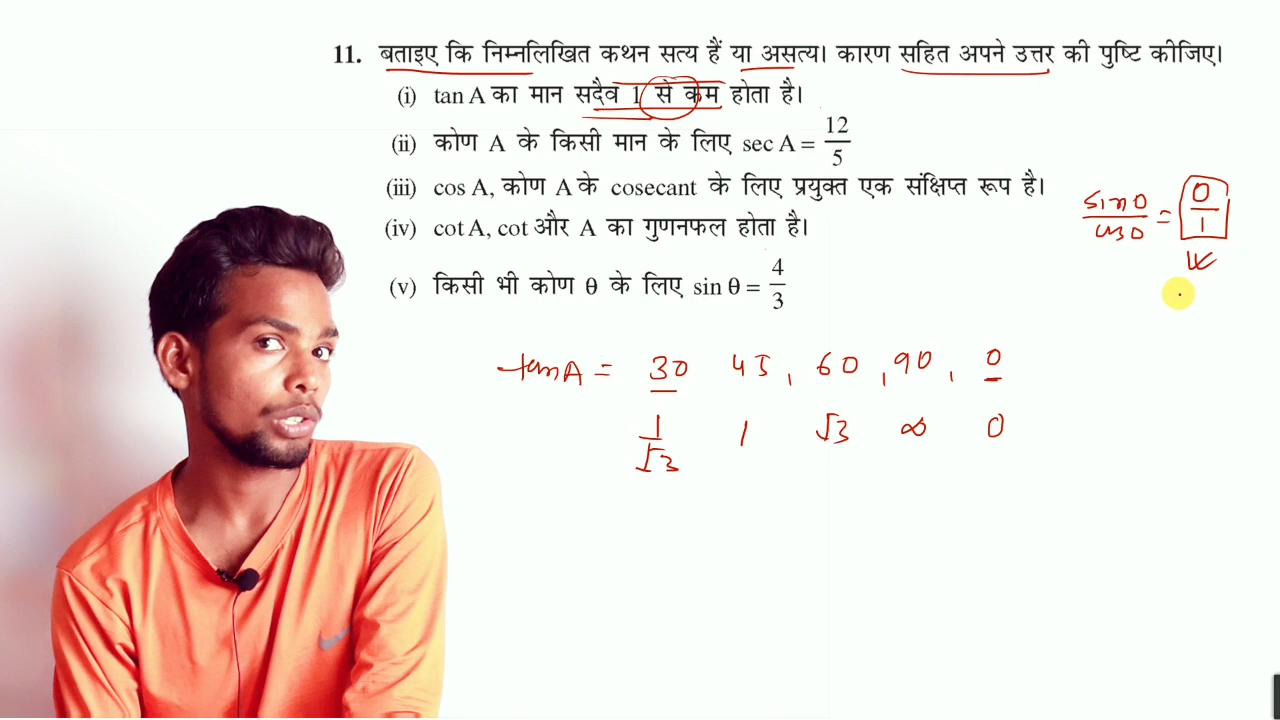 11. बताइए कि निम्नलिखित कथन सत्य हैं या असत्य। कारण सहित अपने उत्तर की पुष्टि कीजिए।
(i) tan A का मान सदैव 1 से कम होता है।
(ii) कोण A के किसी मान के लिए sec A = 12/5
(iii) cos A, कोण A के cosecant के लिए प्रयुक्त एक संक्षिप्त रूप है।
(iv) cot A, cot और A का गुणनफल होता है।
(v) किसी भी कोण θ के लिए sin θ = 4/3
sin 0 / cos 0 = 0/1
tan A = 30 45, 60, 90, 0
1/√3 1 √3 ∞ 0